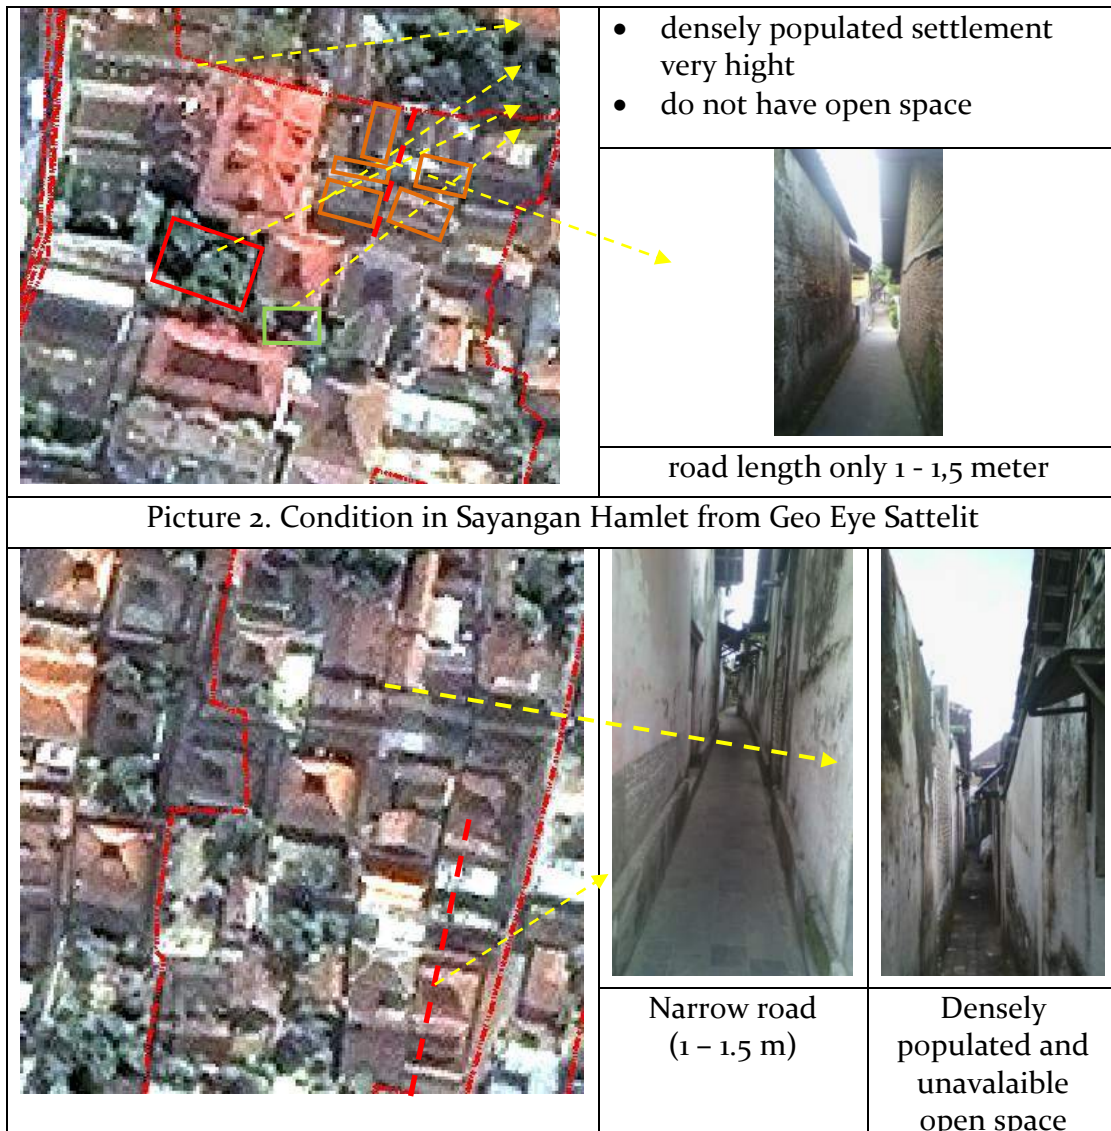 • densely populated settlement
very hight
• do not have open space
road length only 1 - 1,5 meter
Picture 2. Condition in Sayangan Hamlet from Geo Eye Sattelit
Narrow road
(1 – 1.5 m)
Densely
populated and
unavalaible
open space